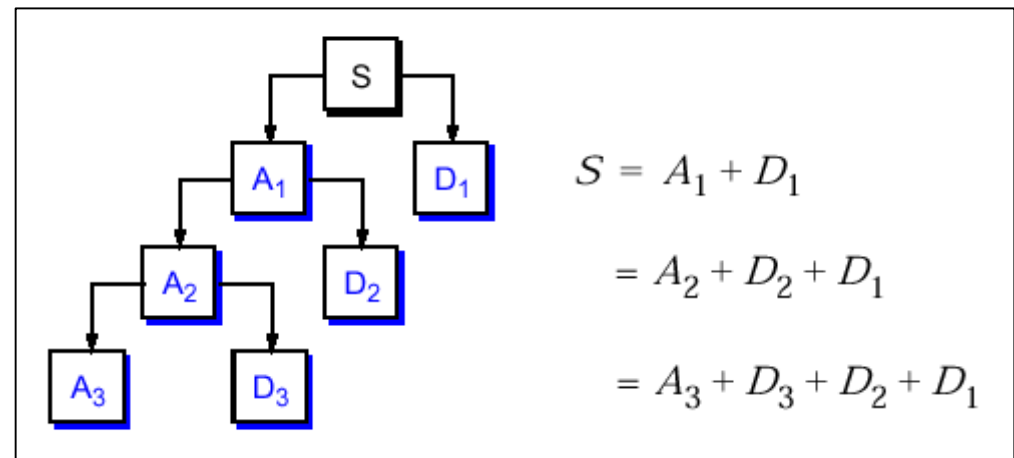 S
A₁ D₁
A₂ D₂
A₃ D₃
S = A₁ + D₁
= A₂ + D₂ + D₁
= A₃ + D₃ + D₂ + D₁